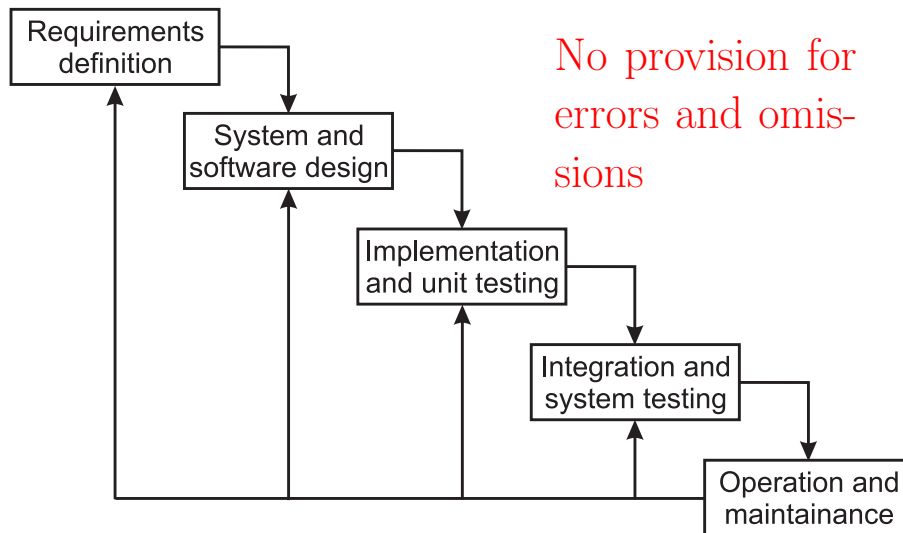 Requirements
definition
No provision for
errors and omis-
sions
System and
software design
Implementation
and unit testing
Integration and
system testing
Operation and
maintainance